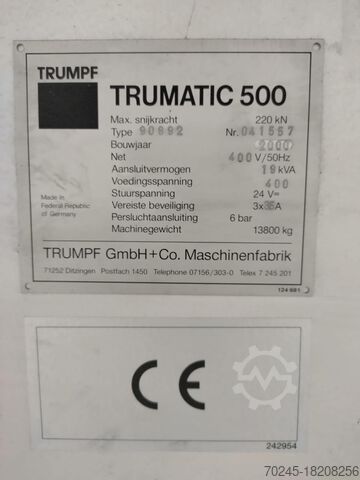 TRUMPF
TRUMATIC 500
Max. snijkracht 220 kN
Type 90692 Nr. 041557
Bouwjaar 2000
Net 400 V/50Hz
Aansluitvermogen 19 kVA
Voedingsspanning 400
Stuurspanning 24 V=
Vereiste beveiliging 3x35A
Persluchtaansluiting 6 bar
Machinegewicht 13800 kg
Made in
Federal Republic
of Germany
TRUMPF GmbH+Co. Maschinenfabrik
71252 Ditzingen Postfach 1450 Telephone 07156/303-0 Telex 7 245 201
124 681
CE
242954
70245-18208256